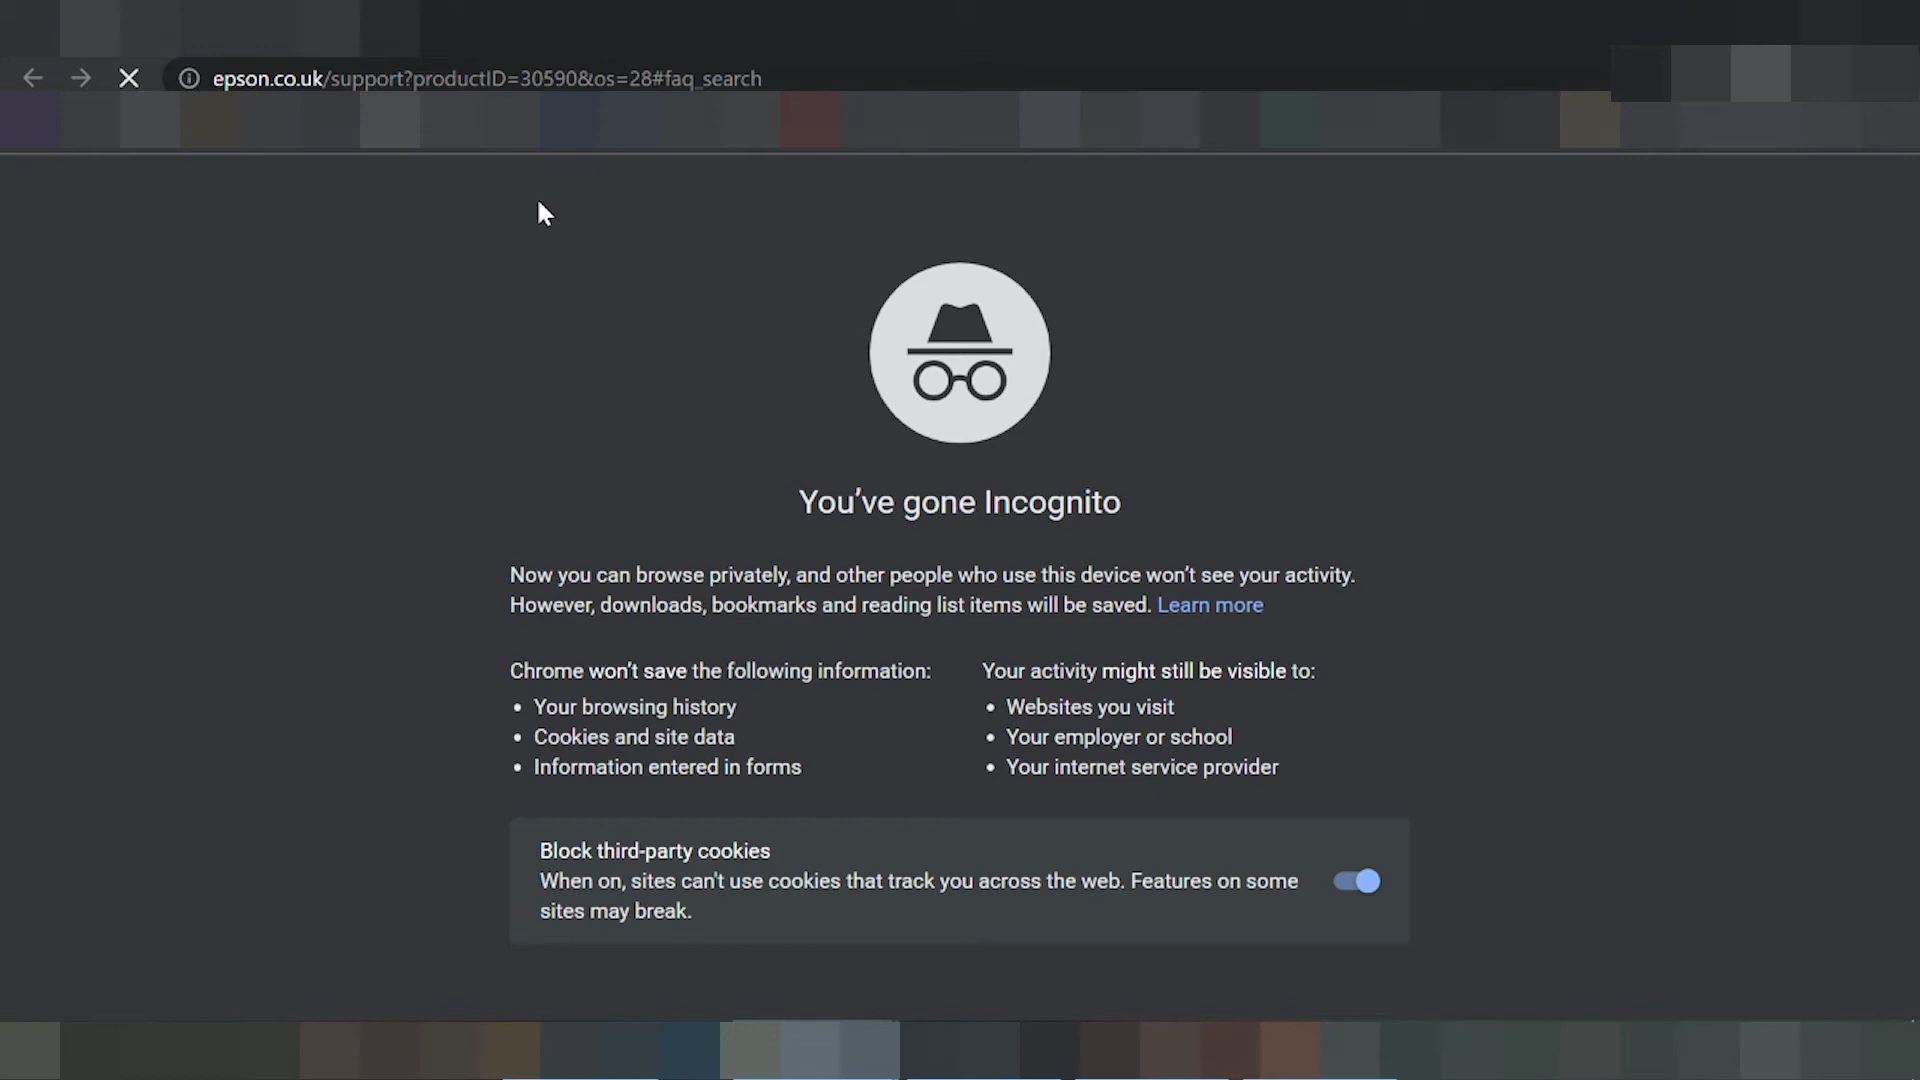 epson.co.uk/support?productID=30590&os=28#faq_search
You've gone Incognito
Now you can browse privately, and other people who use this device won't see your activity.
However, downloads, bookmarks and reading list items will be saved. Learn more
Chrome won't save the following information:
• Your browsing history
• Cookies and site data
• Information entered in forms
Your activity might still be visible to:
• Websites you visit
• Your employer or school
• Your internet service provider
Block third-party cookies
When on, sites can't use cookies that track you across the web. Features on some
sites may break.